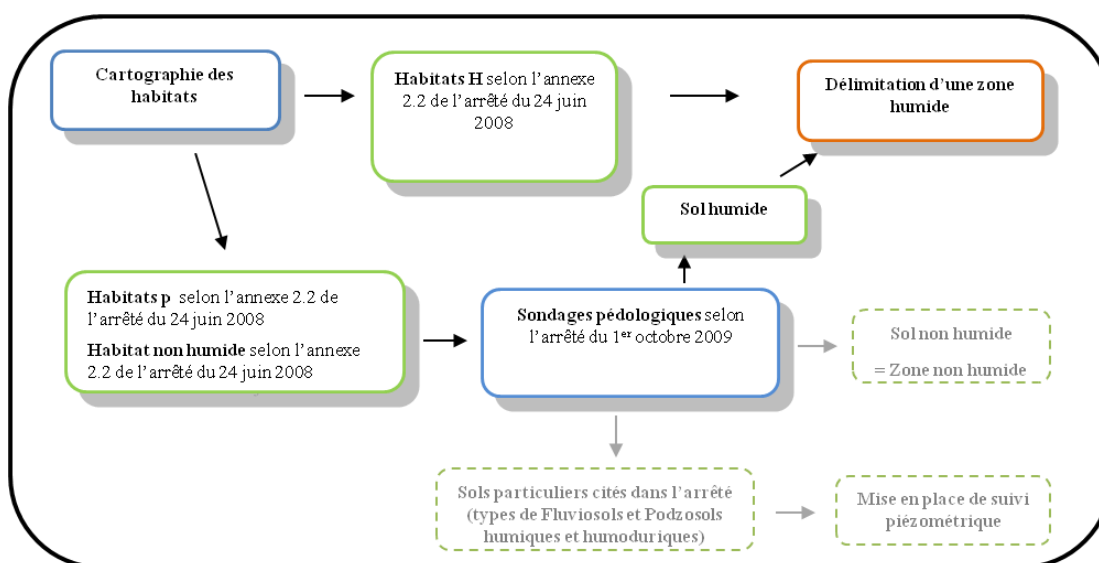 Cartographie des
habitats
Habitats H selon l’annexe
2.2 de l’arrêté du 24 juin
2008
Délimitation d’une zone
humide
Sol humide
Habitats p selon l’annexe 2.2 de
l’arrêté du 24 juin 2008
Habitat non humide selon l’annexe
2.2 de l’arrêté du 24 juin 2008
Sondages pédologiques selon
l’arrêté du 1er octobre 2009
Sol non humide
= Zone non humide
Sols particuliers cités dans l’arrêté
(types de Fluviosols et Podzosols
humiques et humoduriques)
Mise en place de suivi
piézométrique